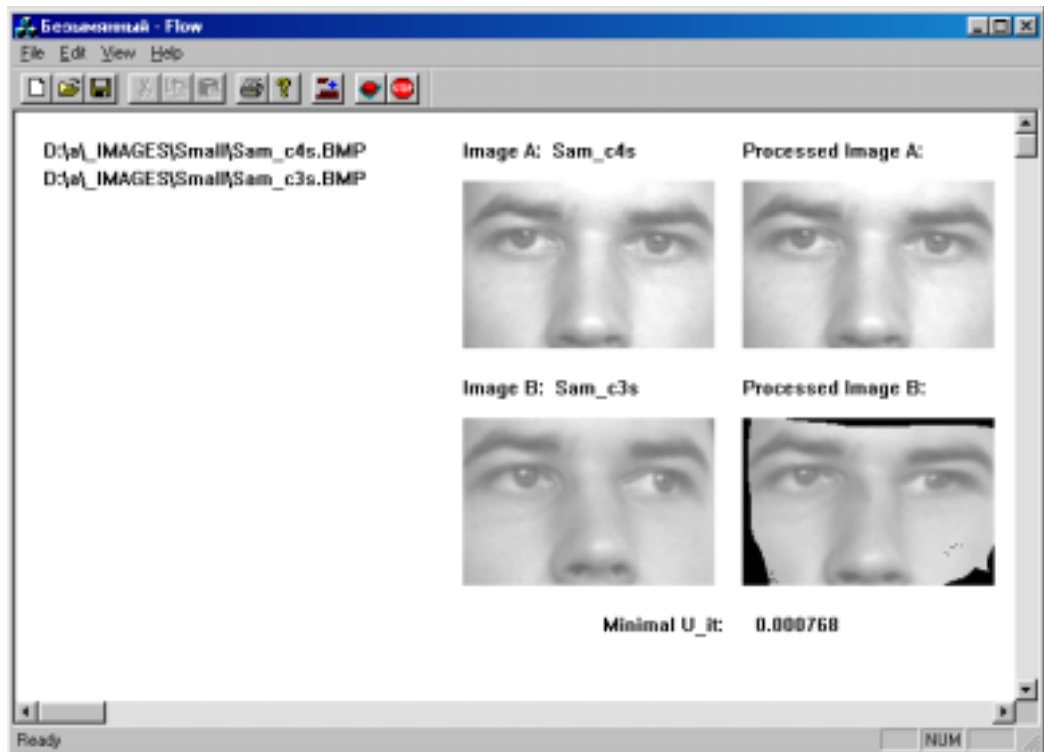 Безымянный - Flow
File Edit View Help
STOP
D:\a\_IMAGES\Small\Sam_c4s.BMP
D:\a\_IMAGES\Small\Sam_c3s.BMP
Image A: Sam_c4s
Processed Image A:
Image B: Sam_c3s
Processed Image B:
Minimal U_it: 0.000768
Ready
NUM